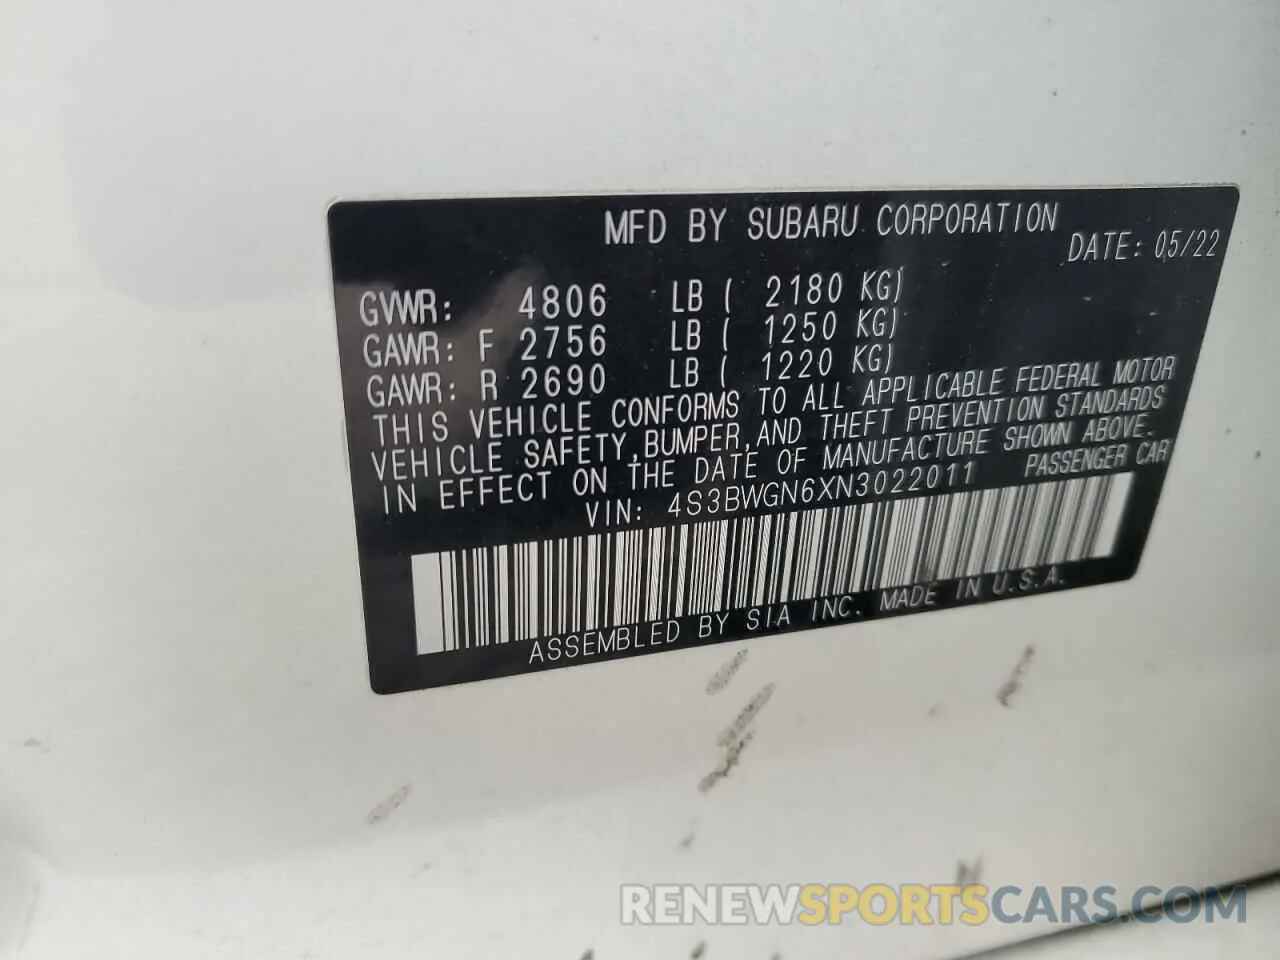 MFD BY SUBARU CORPORATION
DATE: 05/22
GVWR: 4806 LB ( 2180 KG)
GAWR: F 2756 LB ( 1250 KG)
GAWR: R 2690 LB ( 1220 KG)
THIS VEHICLE CONFORMS TO ALL APPLICABLE FEDERAL MOTOR
VEHICLE SAFETY, BUMPER, AND THEFT PREVENTION STANDARDS
IN EFFECT ON THE DATE OF MANUFACTURE SHOWN ABOVE.
VIN: 4S3BWGN6XN3022011 PASSENGER CAR
ASSEMBLED BY SIA INC. MADE IN U.S.A.
RENEWSPORTSCARS.COM